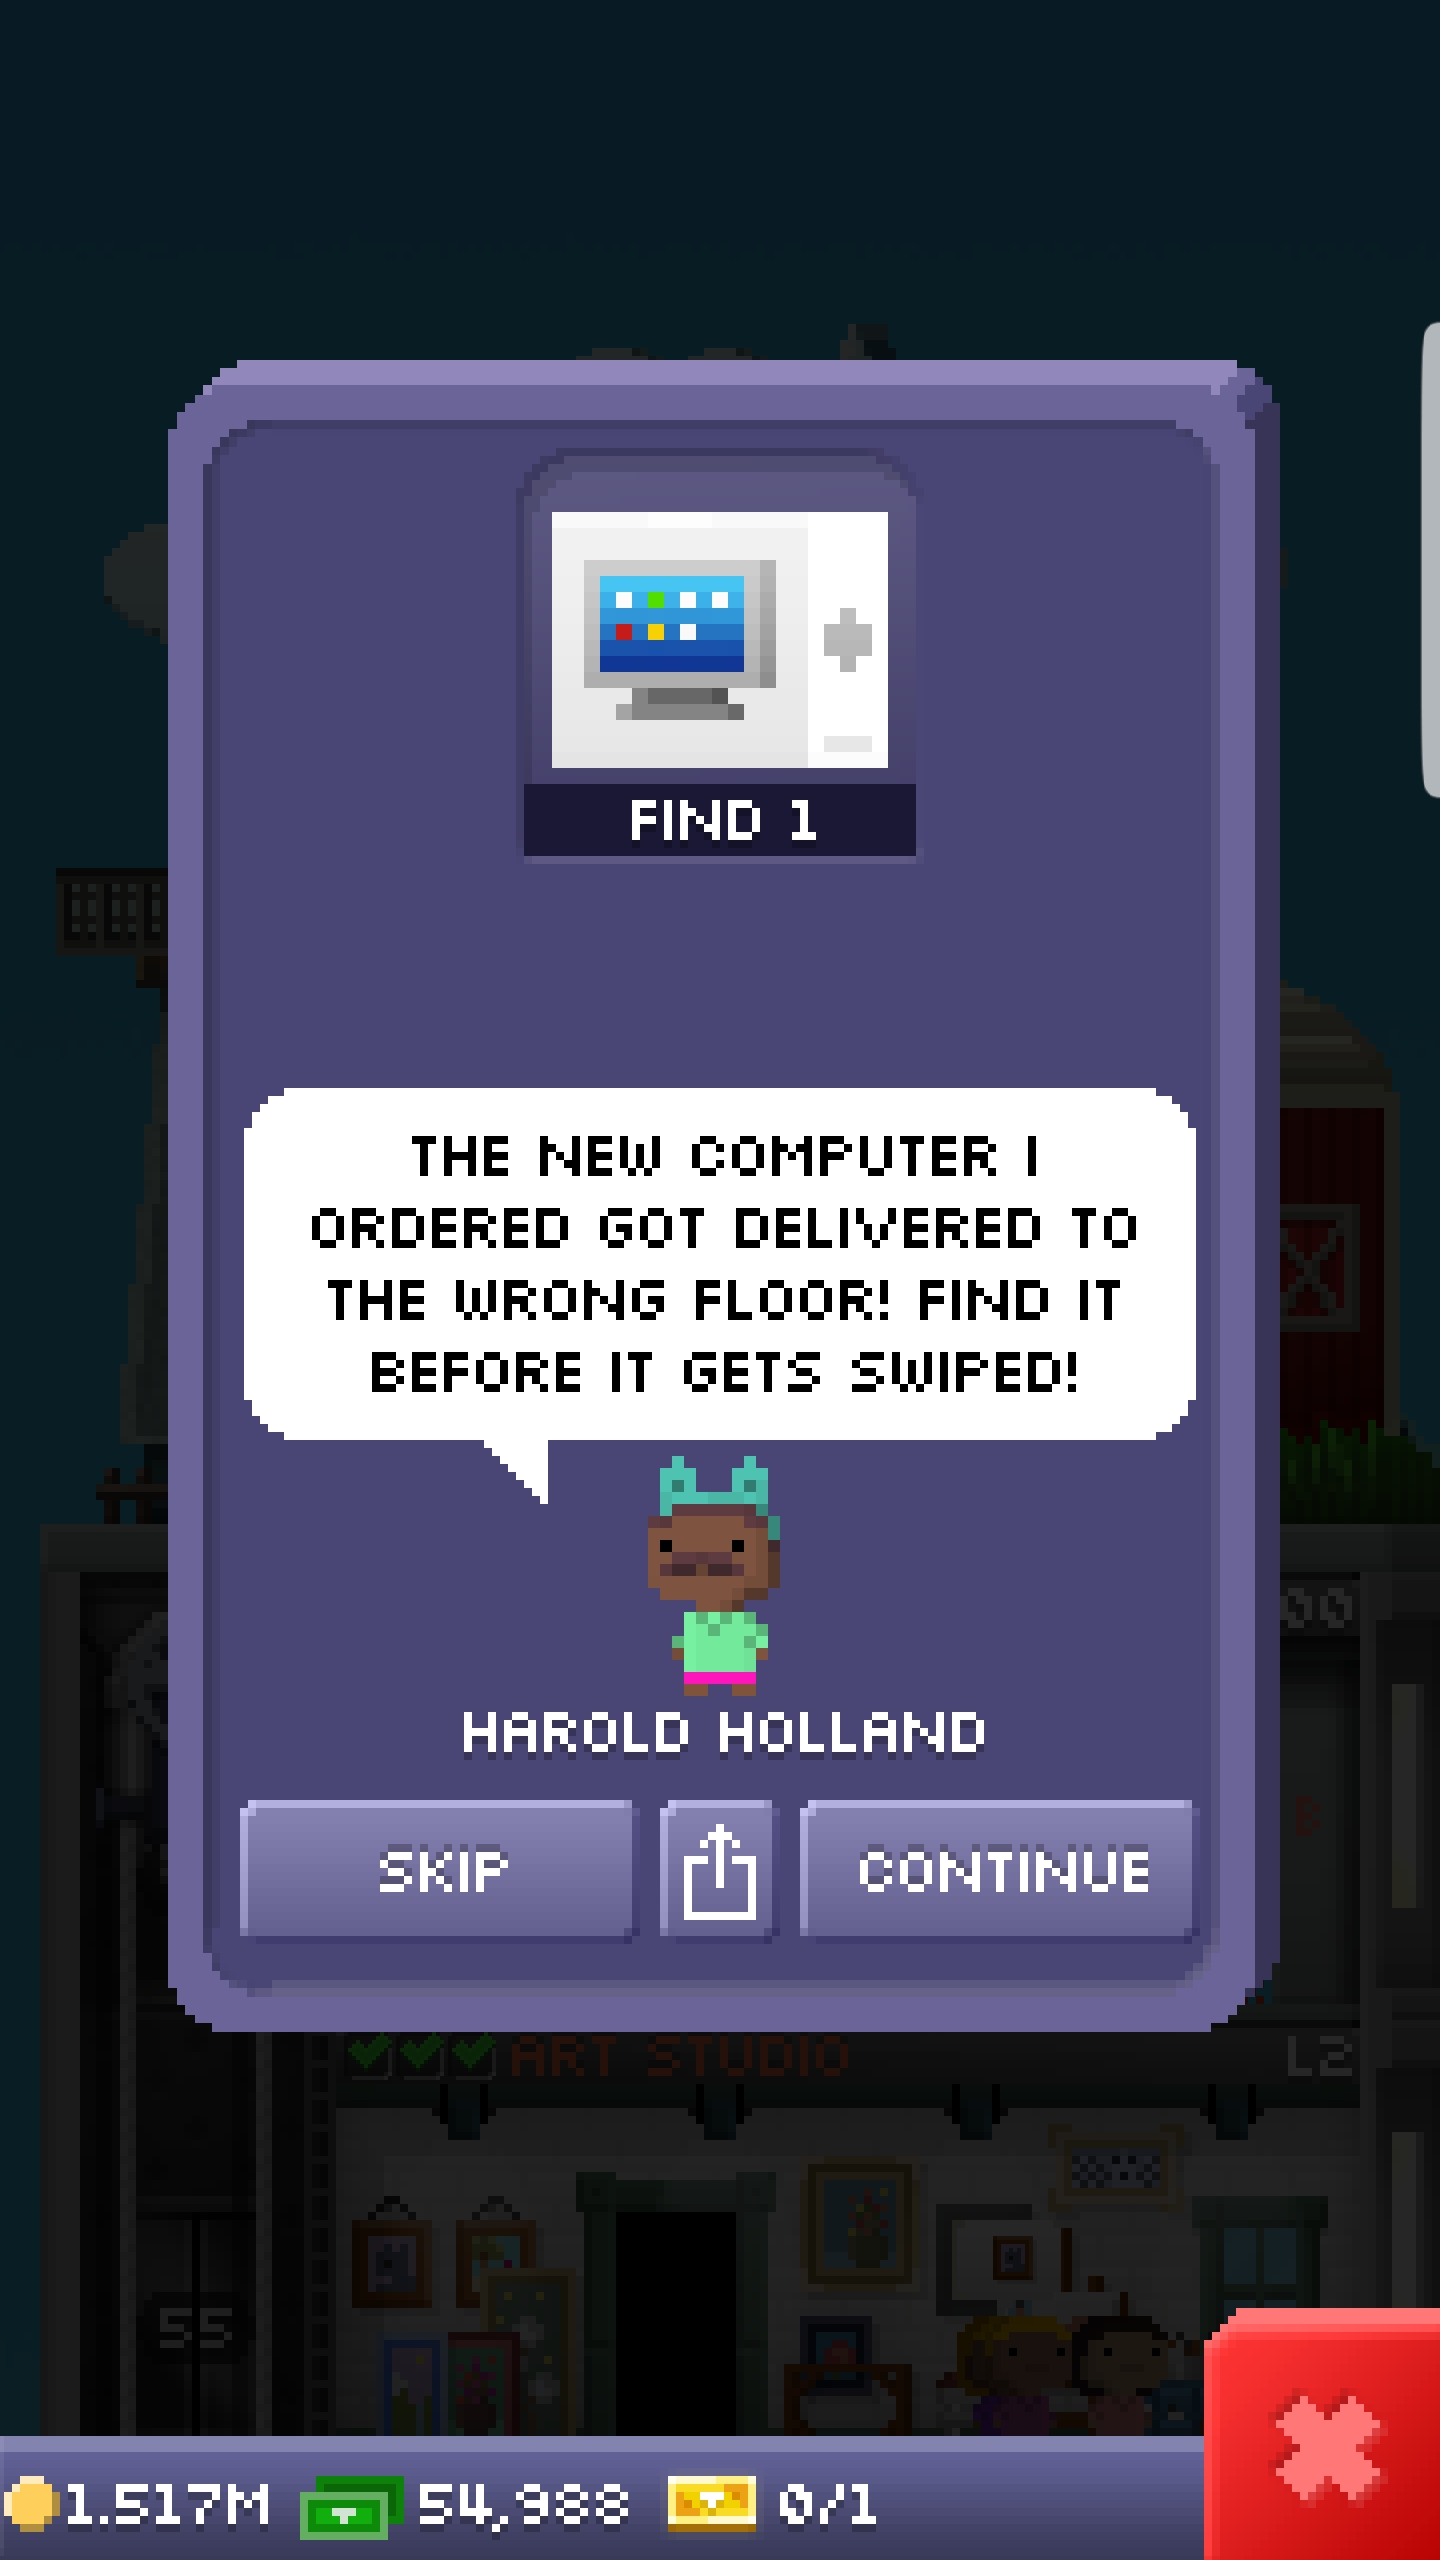 FIND 1
THE NEW COMPUTER I
ORDERED GOT DELIVERED TO
THE WRONG FLOOR! FIND IT
BEFORE IT GETS SWIPED!
HAROLD HOLLAND
SKIP
CONTINUE
00
B
ART STUDIO
L2
55
1.517M
54,988
0/1